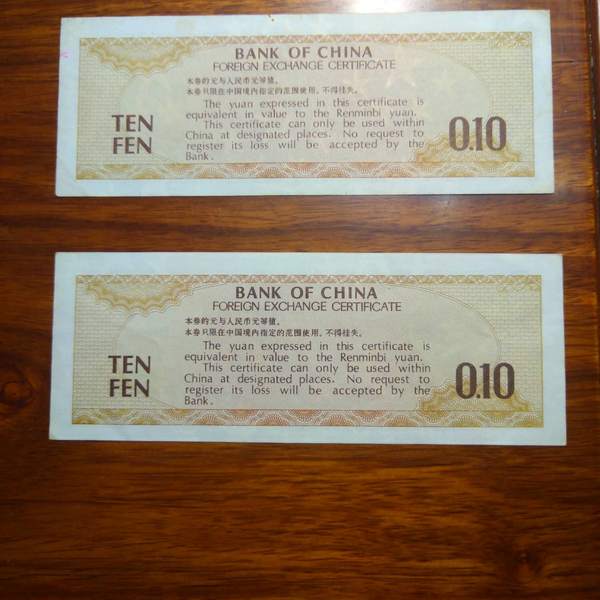 BANK OF CHINA
FOREIGN EXCHANGE CERTIFICATE
本券的元与人民币元等值。
本券只限在中国境内指定的范围使用,不得挂失。
The yuan expressed in this certificate is
equivalent in value to the Renminbi yuan.
This certificate can only be used within
China at designated places. No request to
register its loss will be accepted by the
Bank.
TEN
FEN
0.10
BANK OF CHINA
FOREIGN EXCHANGE CERTIFICATE
本券的元与人民币元等值。
本券只限在中国境内指定的范围使用,不得挂失。
The yuan expressed in this certificate is
equivalent in value to the Renminbi yuan.
This certificate can only be used within
China at designated places. No request to
register its loss will be accepted by the
Bank.
TEN
FEN
0.10